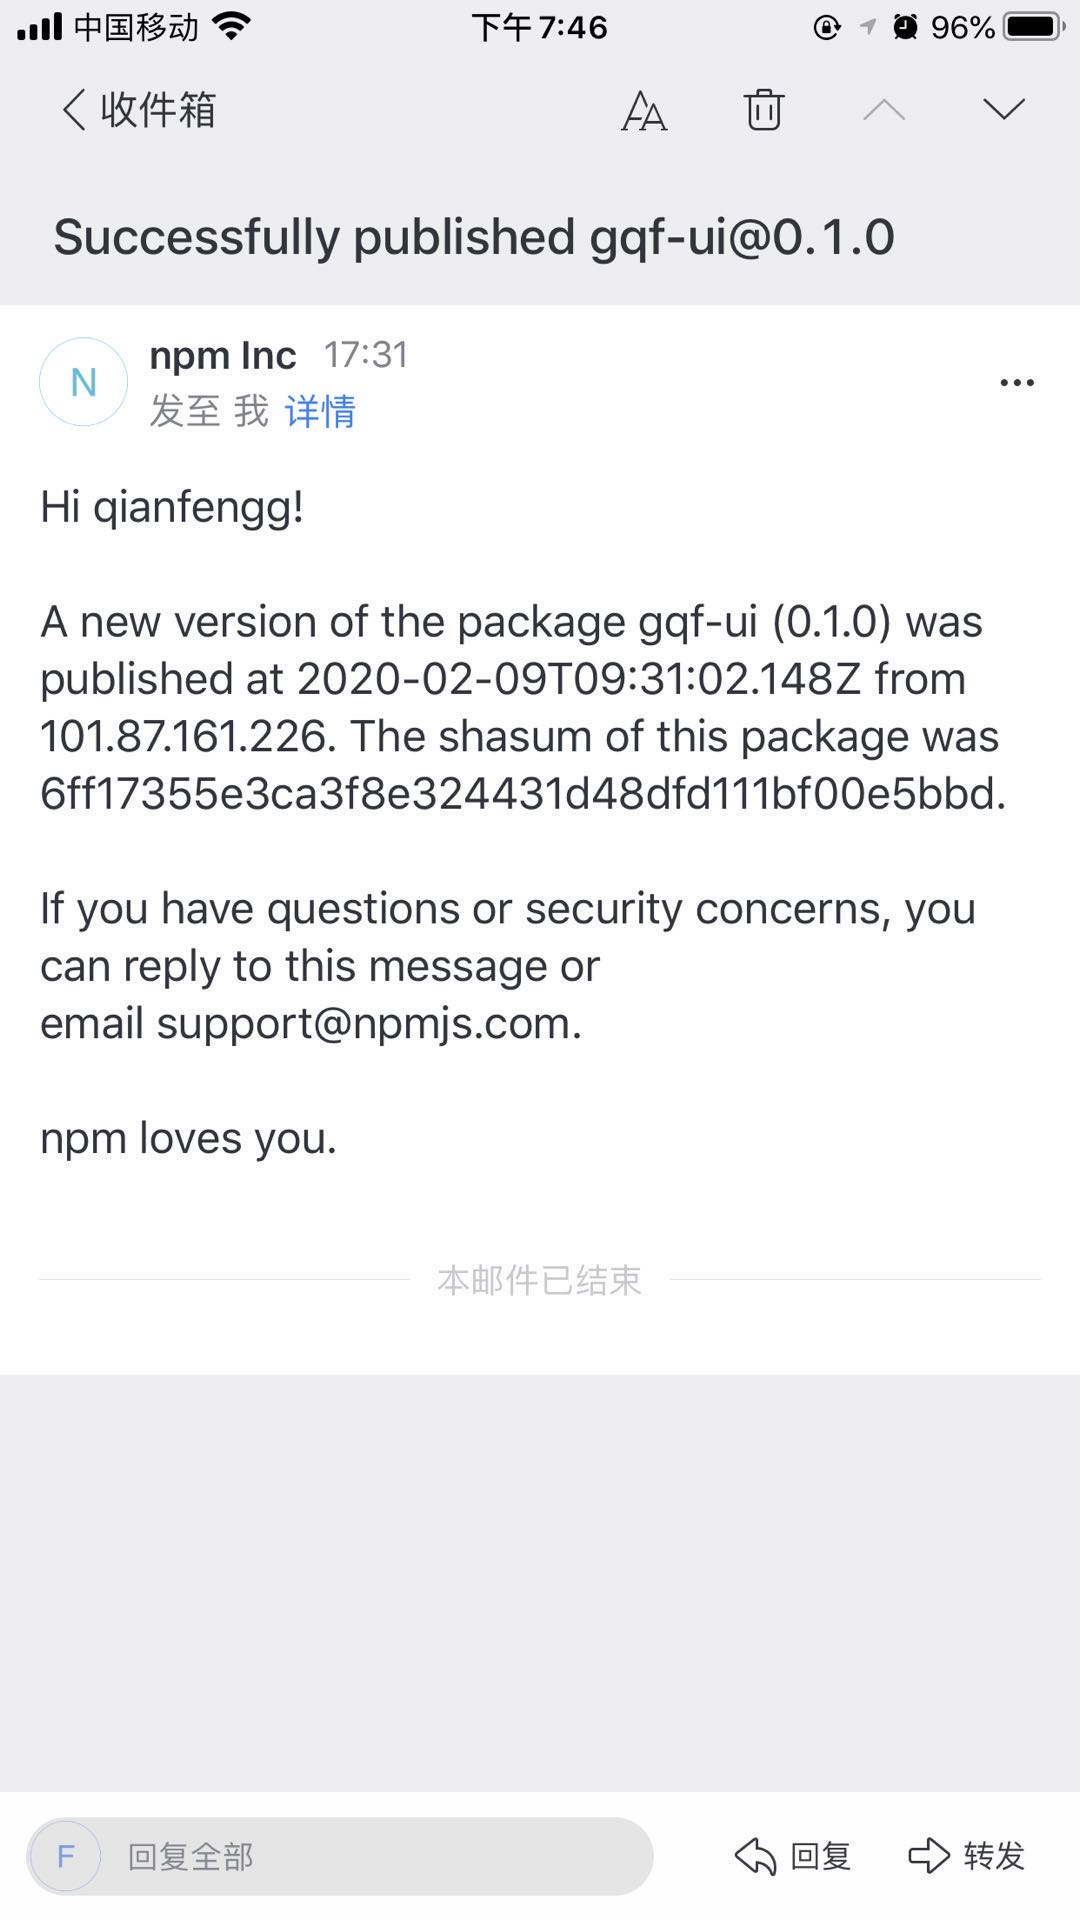 中国移动 下午 7:46 96%
收件箱
Successfully published gqf-ui@0.1.0
N npm Inc 17:31
发至 我 详情
Hi qianfengg!
A new version of the package gqf-ui (0.1.0) was
published at 2020-02-09T09:31:02.148Z from
101.87.161.226. The shasum of this package was
6ff17355e3ca3f8e324431d48dfd111bf00e5bbd.
If you have questions or security concerns, you
can reply to this message or
email support@npmjs.com.
npm loves you.
本邮件已结束
F 回复全部 回复 转发